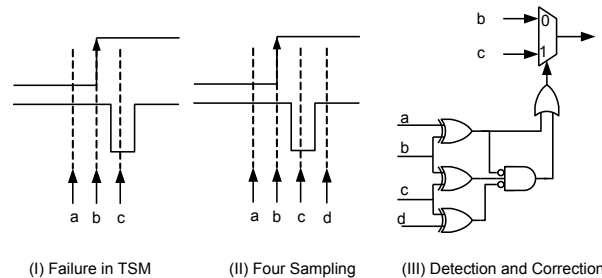 b
0
c
1
a
b
c
d
a b c
a b c d
(I) Failure in TSM
(II) Four Sampling
(III) Detection and Correction